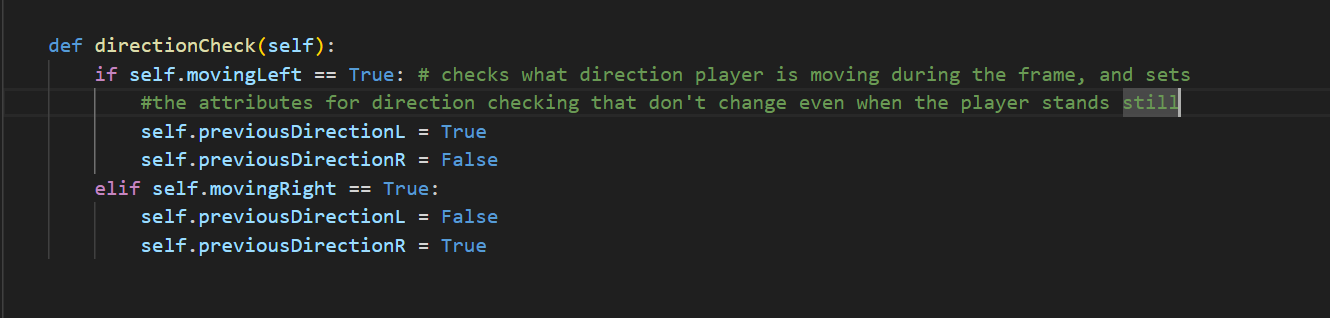 def directionCheck(self):
if self.movingLeft == True: # checks what direction player is moving during the frame, and sets
#the attributes for direction checking that don't change even when the player stands still
self.previousDirectionL = True
self.previousDirectionR = False
elif self.movingRight == True:
self.previousDirectionL = False
self.previousDirectionR = True